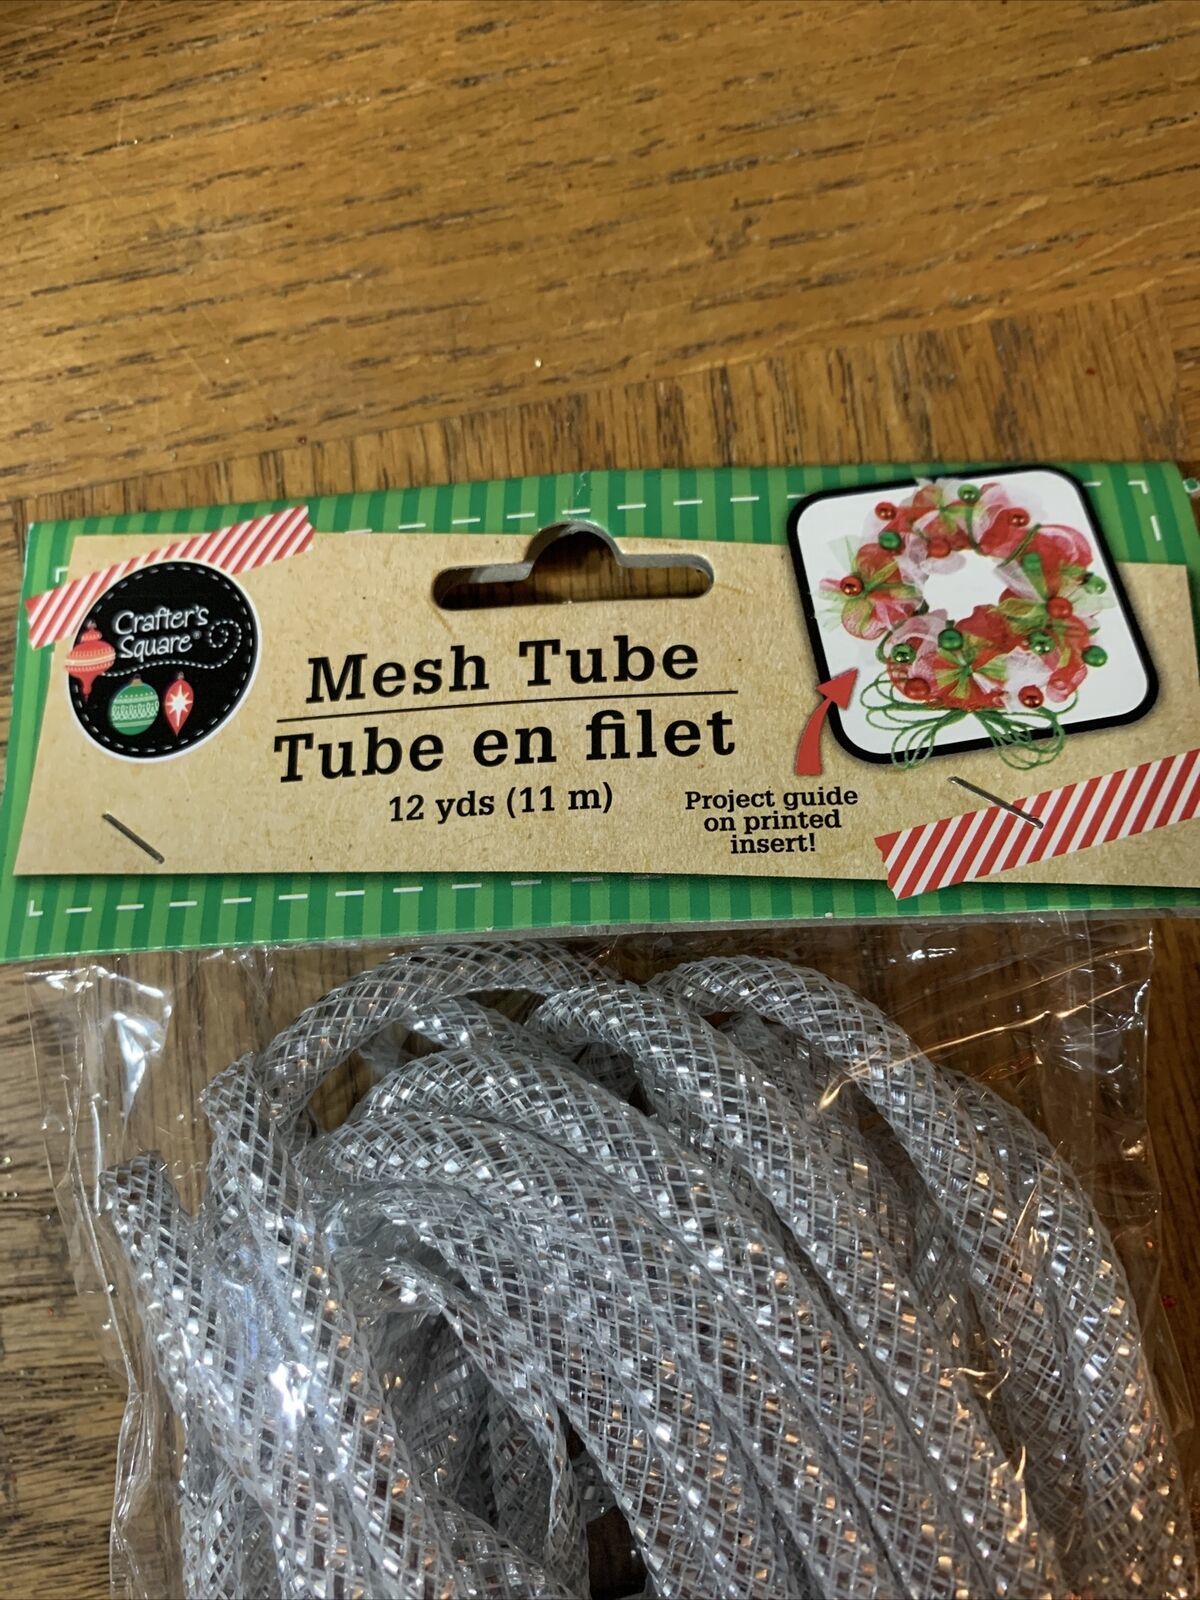 Crafter's
Square®
Mesh Tube
Tube en filet
12 yds (11 m)
Project guide
on printed
insert!